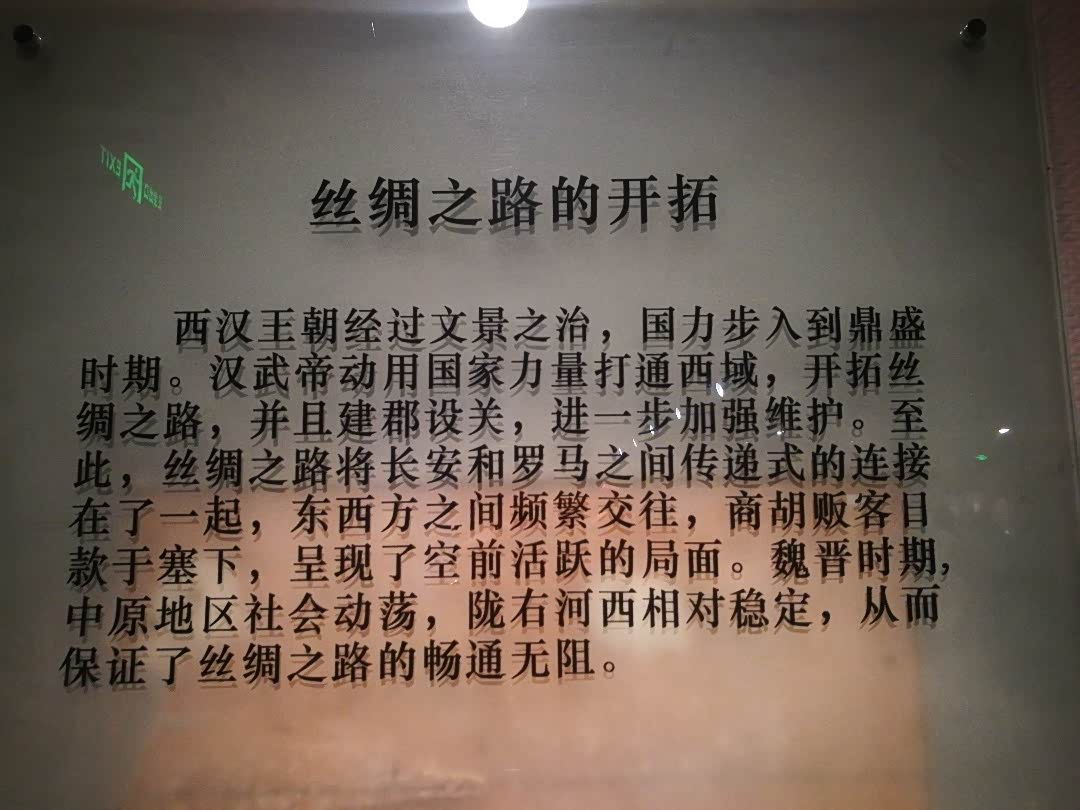 丝绸之路的开拓
西汉王朝经过文景之治，国力步入到鼎盛
时期。汉武帝动用国家力量打通西域，开拓丝
绸之路，并且建郡设关，进一步加强维护。至
此，丝绸之路将长安和罗马之间传递式的连接
在了一起，东西方之间频繁交往，商胡贩客日
款于塞下，呈现了空前活跃的局面。魏晋时期，
中原地区社会动荡，陇右河西相对稳定，从而
保证了丝绸之路的畅通无阻。
EXIT